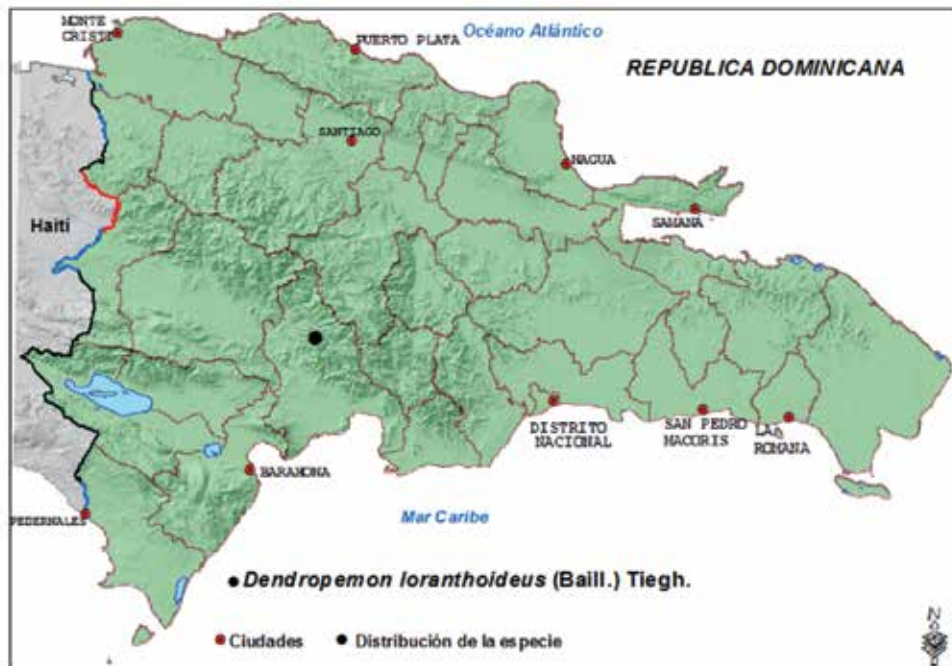 MONTE
CRISTI
PUERTO PLATA
Océano Atlántico
REPUBLICA DOMINICANA
SANTIAGO
NAGUA
SAMANA
Haití
DISTRITO
NACIONAL
SAN PEDRO
MACORIS
LA
ROMANA
BARAHONA
PEDERNALES
Mar Caribe
Dendropemon loranthoideus (Baill.) Tiegh.
Ciudades
Distribución de la especie
N